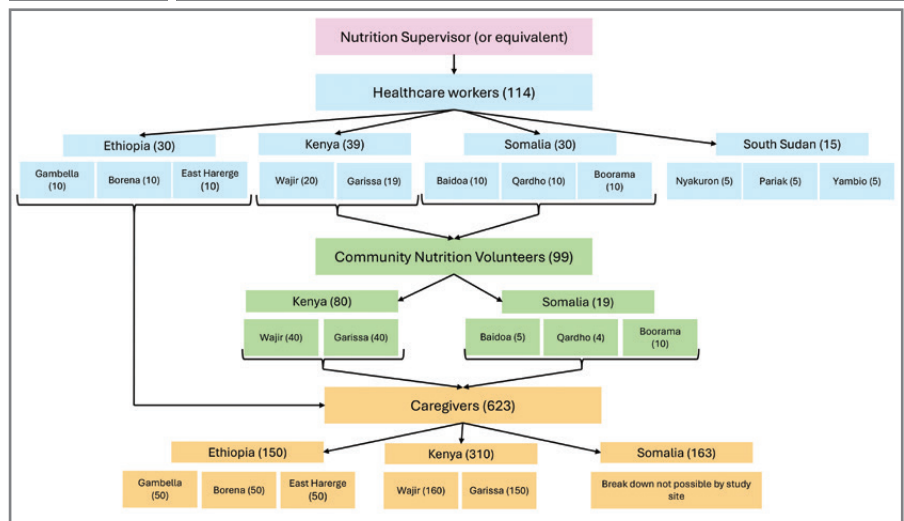 Nutrition Supervisor (or equivalent)
Healthcare workers (114)
Ethiopia (30)
Kenya (39)
Somalia (30)
South Sudan (15)
Gambella
(10)
Borena (10)
East Harerge
(10)
Wajir (20)
Garissa (19)
Baidoa (10)
Qardho (10)
Boorama
(10)
Nyakuron (5)
Pariak (5)
Yambio (5)
Community Nutrition Volunteers (99)
Kenya (80)
Somalia (19)
Wajir (40)
Garissa (40)
Baidoa (5)
Qardho (4)
Boorama
(10)
Caregivers (623)
Ethiopia (150)
Kenya (310)
Somalia (163)
Gambella
(50)
Borena (50)
East Harerge
(50)
Wajir (160)
Garissa (150)
Break down not possible by study
site